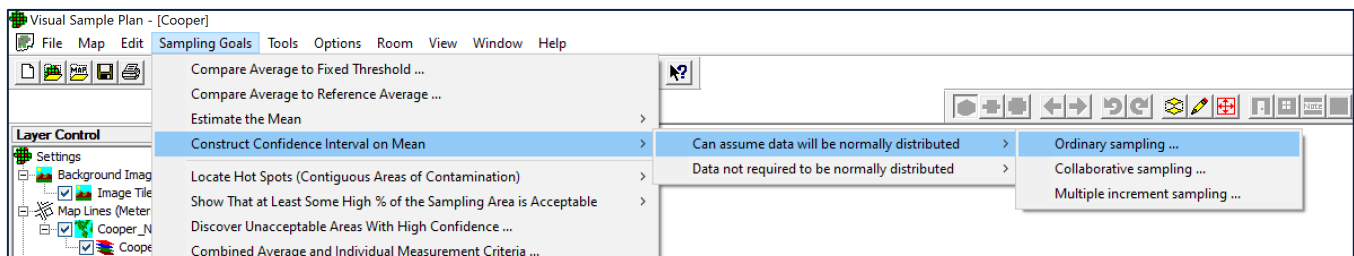 Visual Sample Plan - [Cooper]
File Map Edit Sampling Goals Tools Options Room View Window Help
Compare Average to Fixed Threshold ...
Compare Average to Reference Average ...
Estimate the Mean
Construct Confidence Interval on Mean
Can assume data will be normally distributed
Ordinary sampling ...
Data not required to be normally distributed
Collaborative sampling ...
Multiple increment sampling ...
Locate Hot Spots (Contiguous Areas of Contamination)
Show That at Least Some High % of the Sampling Area is Acceptable
Discover Unacceptable Areas With High Confidence ...
Combined Average and Individual Measurement Criteria ...
MAP
Note
Layer Control
Settings
Background Imag
Image Tile
Map Lines (Meter
Cooper_N
Coope